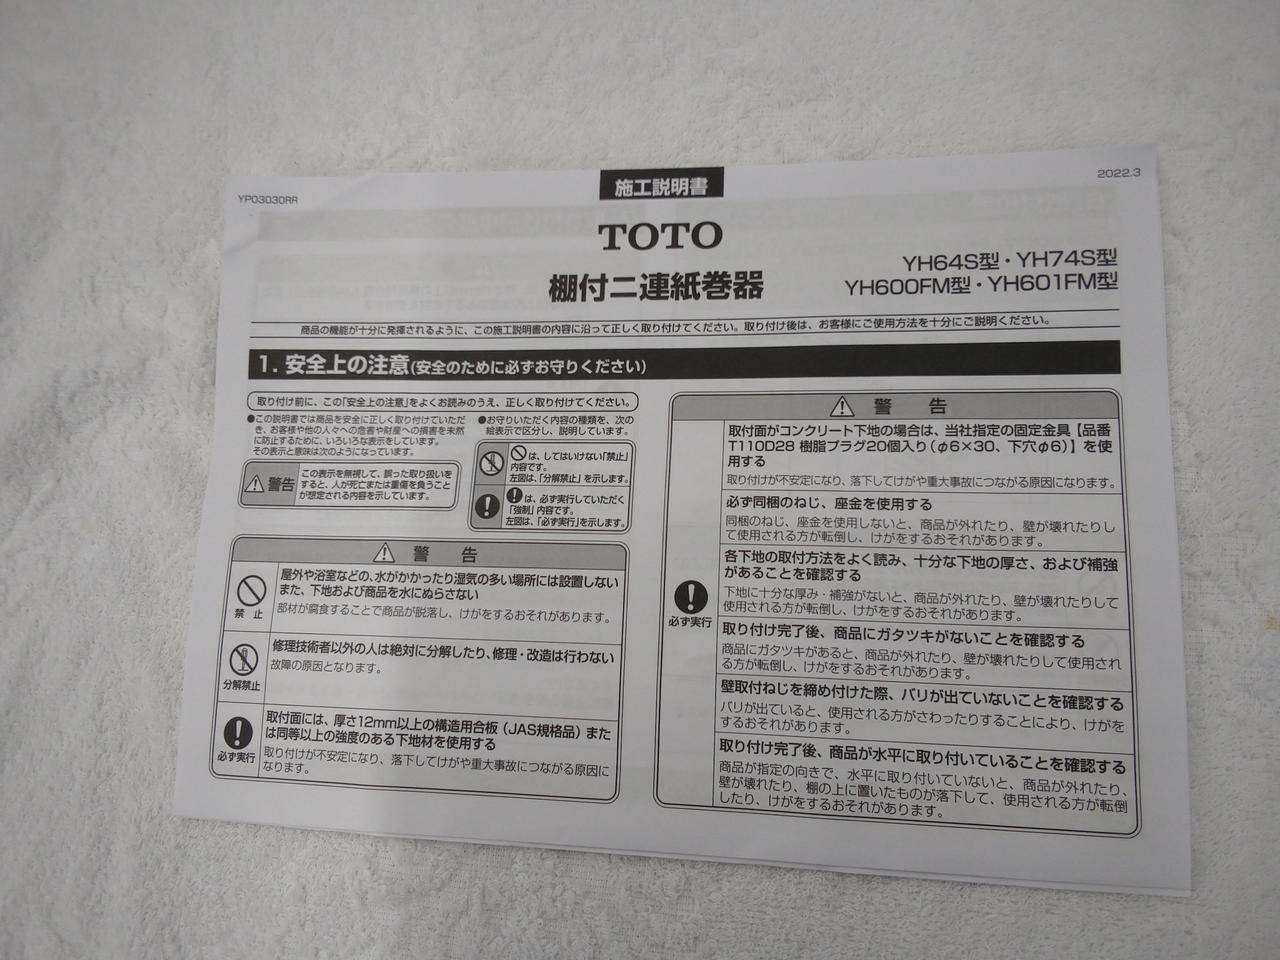 YP03030RR
施工説明書
2022.3
TOTO
棚付二連紙巻器
YH64S型・YH74S型
YH600FM型・YH601FM型
商品の機能が十分に発揮されるように、この施工説明書の内容に沿って正しく取り付けてください。取り付け後は、お客様にご使用方法を十分にご説明ください。
1. 安全上の注意(安全のために必ずお守りください)
取り付け前に、この「安全上の注意」をよくお読みのうえ、正しく取り付けてください。
●この説明書では商品を安全に正しく取り付けていただ
き、お客様や他の人々への危害や財産への損害を未然
に防止するために、いろいろな表示をしています。
その表示と意味は次のようになっています。
警告
この表示を無視して、誤った取り扱いを
すると、人が死亡または重傷を負うこと
が想定される内容を示しています。
●お守りいただく内容の種類を、次の
絵表示で区分し、説明しています。
は、してはいけない「禁止」
内容です。
左図は、「分解禁止」を示します。
は、必ず実行していただく
「強制」内容です。
左図は、「必ず実行」を示します。
警 告
禁 止
屋外や浴室などの、水がかかったり湿気の多い場所には設置しない
また、下地および商品を水にぬらさない
部材が腐食することで商品が脱落し、けがをするおそれがあります。
分解禁止
修理技術者以外の人は絶対に分解したり、修理・改造は行わない
故障の原因となります。
必ず実行
取付面には、厚さ12mm以上の構造用合板（JAS規格品）また
は同等以上の強度のある下地材を使用する
取り付けが不安定になり、落下してけがや重大事故につながる原因に
なります。
警 告
必ず実行
取付面がコンクリート下地の場合は、当社指定の固定金具【品番
T110D28 樹脂プラグ20個入り（φ6×30、下穴φ6）】を使
用する
取り付けが不安定になり、落下してけがや重大事故につながる原因になります。
必ず同梱のねじ、座金を使用する
同梱のねじ、座金を使用しないと、商品が外れたり、壁が壊れたりし
て使用される方が転倒し、けがをするおそれがあります。
各下地の取付方法をよく読み、十分な下地の厚さ、および補強
があることを確認する
下地に十分な厚み・補強がないと、商品が外れたり、壁が壊れたりして
使用される方が転倒し、けがをするおそれがあります。
取り付け完了後、商品にガタツキがないことを確認する
商品にガタツキがあると、商品が外れたり、壁が壊れたりして使用され
る方が転倒し、けがをするおそれがあります。
壁取付ねじを締め付けた際、バリが出ていないことを確認する
バリが出ていると、使用される方がさわったりすることにより、けがを
するおそれがあります。
取り付け完了後、商品が水平に取り付いていることを確認する
商品が指定の向きで、水平に取り付いていないと、商品が外れたり、
壁が壊れたり、棚の上に置いたものが落下して、使用される方が転倒
したり、けがをするおそれがあります。